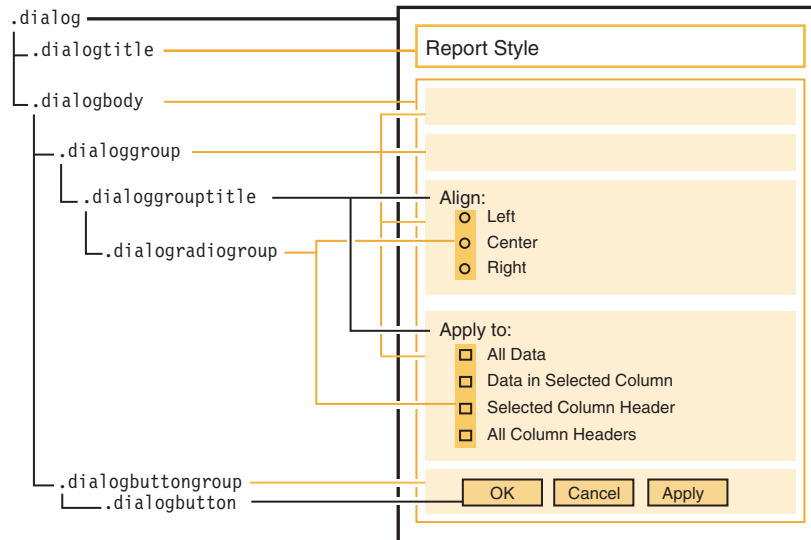 .dialog
.dialogtitle
.dialogbody
.dialoggroup
.dialoggrouptitle
.dialogradiogroup
.dialogbuttongroup
.dialogbutton
Report Style
Align:
Left
Center
Right
Apply to:
All Data
Data in Selected Column
Selected Column Header
All Column Headers
OK Cancel Apply